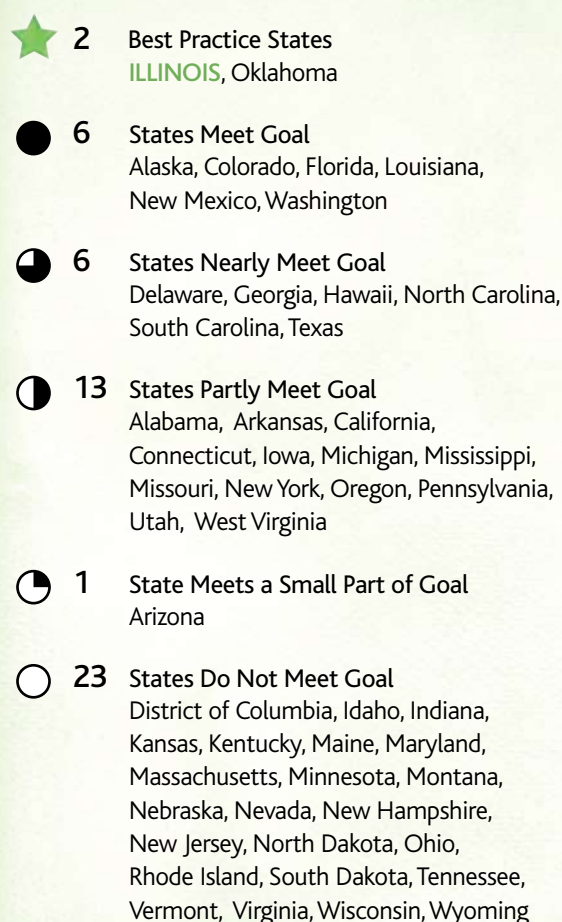 2 Best Practice States
ILLINOIS, Oklahoma
6 States Meet Goal
Alaska, Colorado, Florida, Louisiana,
New Mexico, Washington
6 States Nearly Meet Goal
Delaware, Georgia, Hawaii, North Carolina,
South Carolina, Texas
13 States Partly Meet Goal
Alabama, Arkansas, California,
Connecticut, Iowa, Michigan, Mississippi,
Missouri, New York, Oregon, Pennsylvania,
Utah, West Virginia
1 State Meets a Small Part of Goal
Arizona
23 States Do Not Meet Goal
District of Columbia, Idaho, Indiana,
Kansas, Kentucky, Maine, Maryland,
Massachusetts, Minnesota, Montana,
Nebraska, Nevada, New Hampshire,
New Jersey, North Dakota, Ohio,
Rhode Island, South Dakota, Tennessee,
Vermont, Virginia, Wisconsin, Wyoming